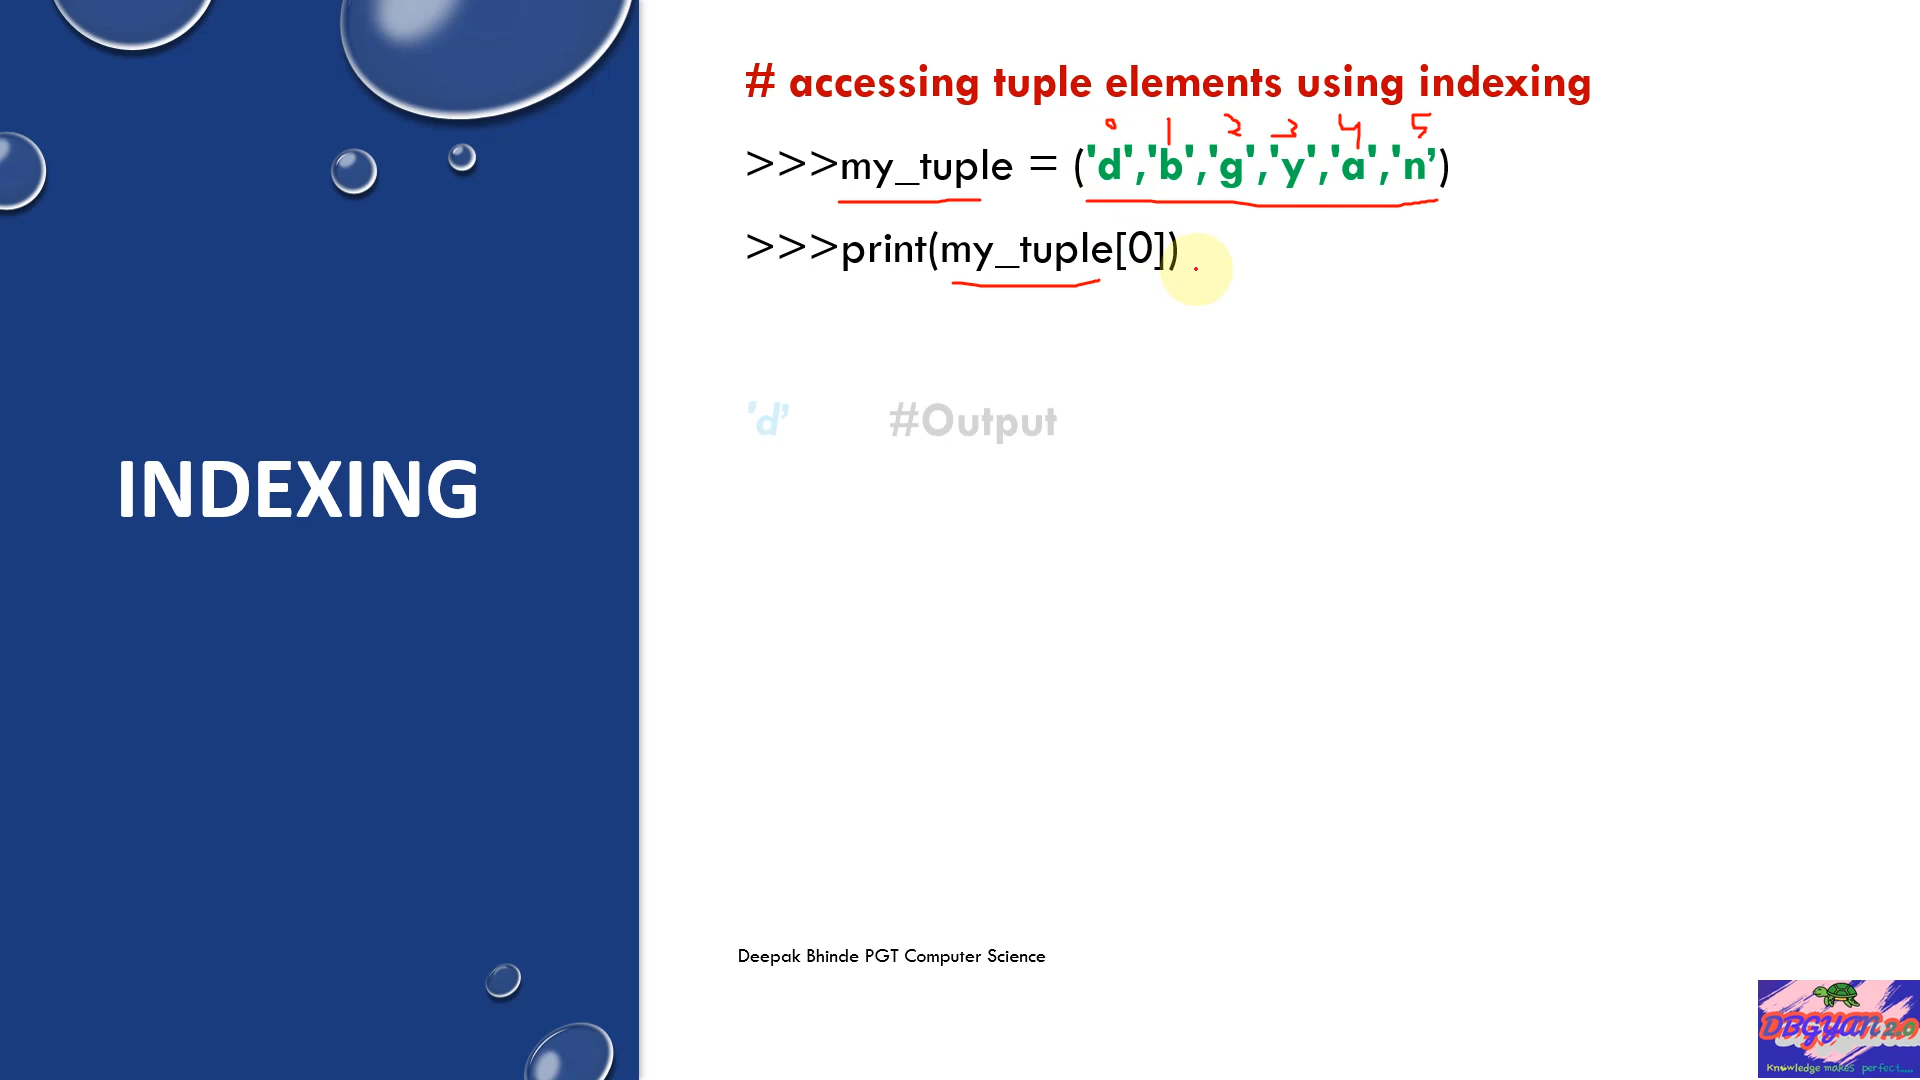 INDEXING
# accessing tuple elements using indexing
0 1 2 3 4 5
>>>my_tuple = ('d','b','g','y','a','n’)
>>>print(my_tuple[0])
'd’ #Output
Deepak Bhinde PGT Computer Science
DBGYAN 2.0
Knowledge makes perfect....